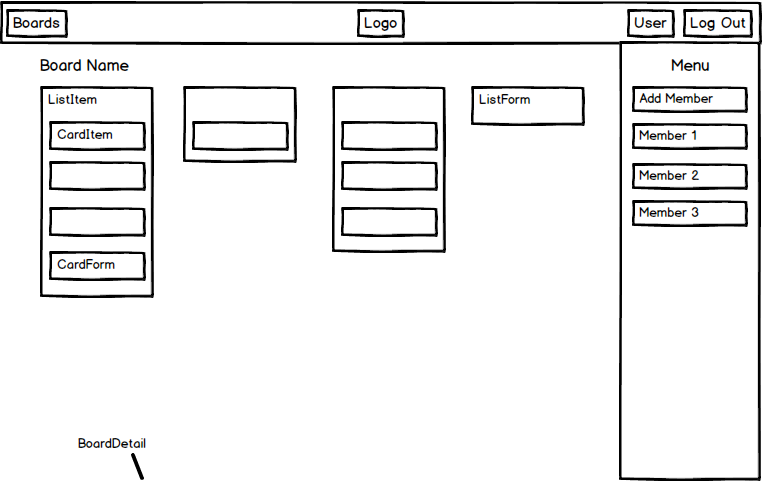 Boards
Logo
User
Log Out
Board Name
Menu
ListItem
CardItem
CardForm
ListForm
Add Member
Member 1
Member 2
Member 3
BoardDetail